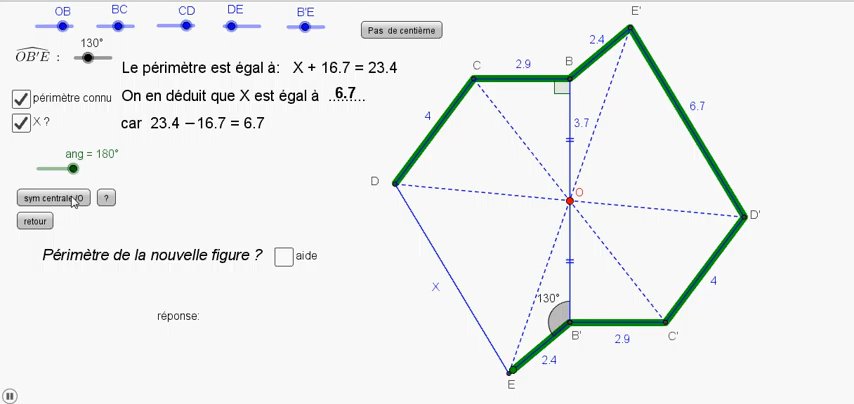 OB BC CD DE B'E
Pas de centième
OB'E : 130°
Le périmètre est égal à: X + 16.7 = 23.4
périmètre connu
On en déduit que X est égal à ..6.7...
X ?
car 23.4 − 16.7 = 6.7
ang = 180°
sym centrale/O ?
retour
Périmètre de la nouvelle figure ? aide
réponse:
E'
2.4
C 2.9 B
4 3.7 6.7
D O D'
X 4
130°
B' C'
2.4 2.9
E